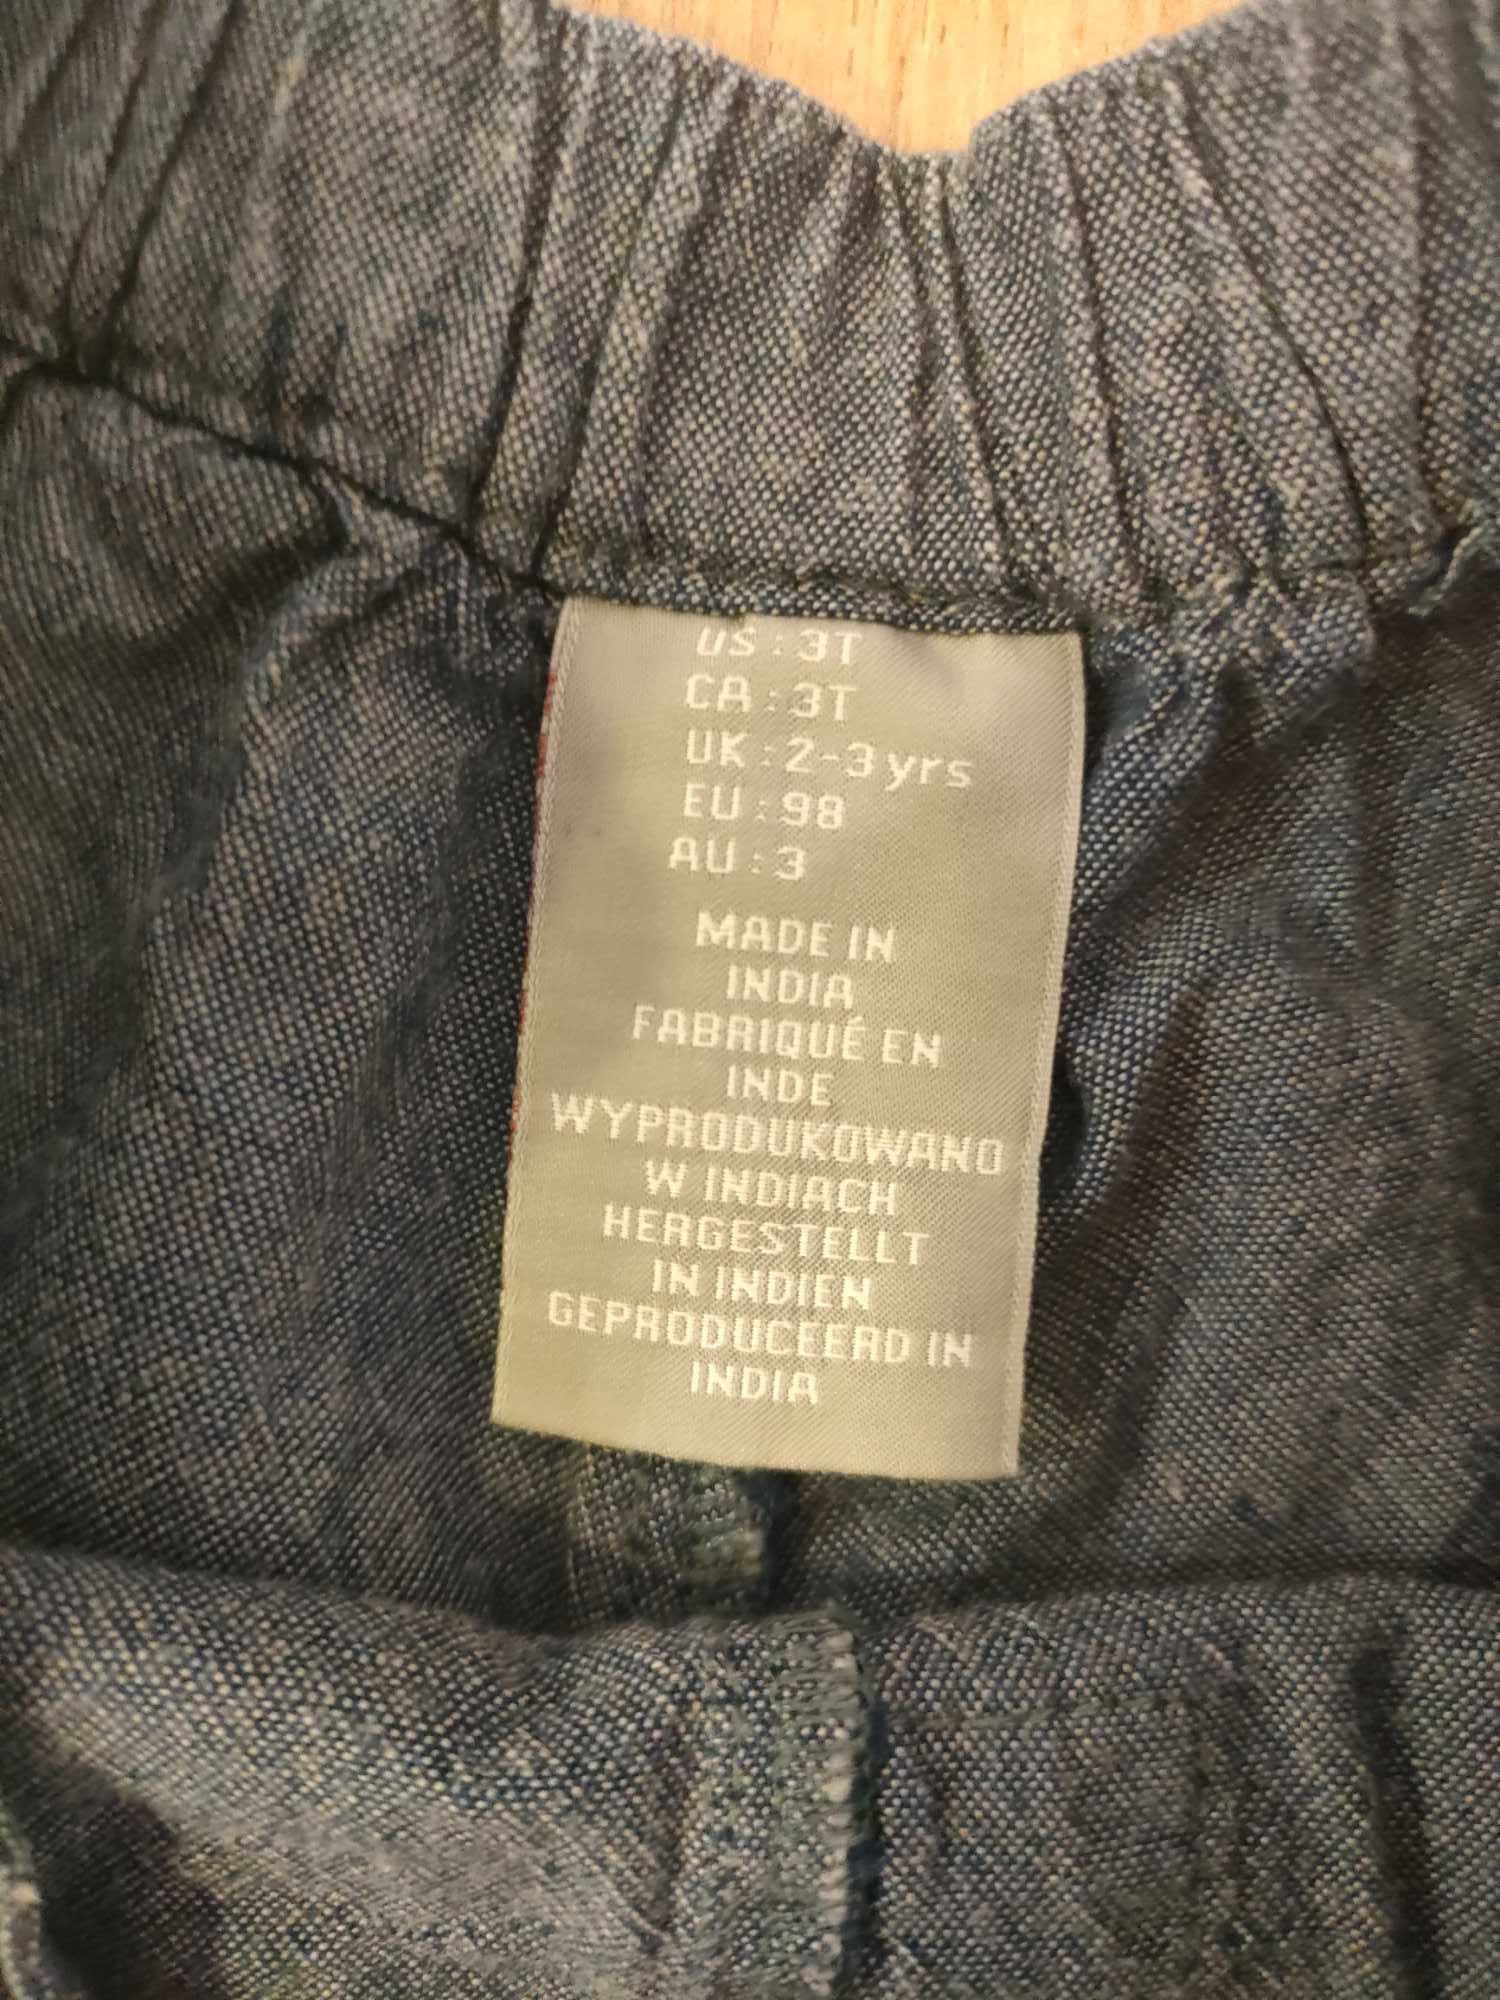 US : 3T
CA : 3T
UK : 2-3 yrs
EU : 98
AU : 3
MADE IN
INDIA
FABRIQUÉ EN
INDE
WYPRODUKOWANO
W INDIACH
HERGESTELLT
IN INDIEN
GEPRODUCEERD IN
INDIA